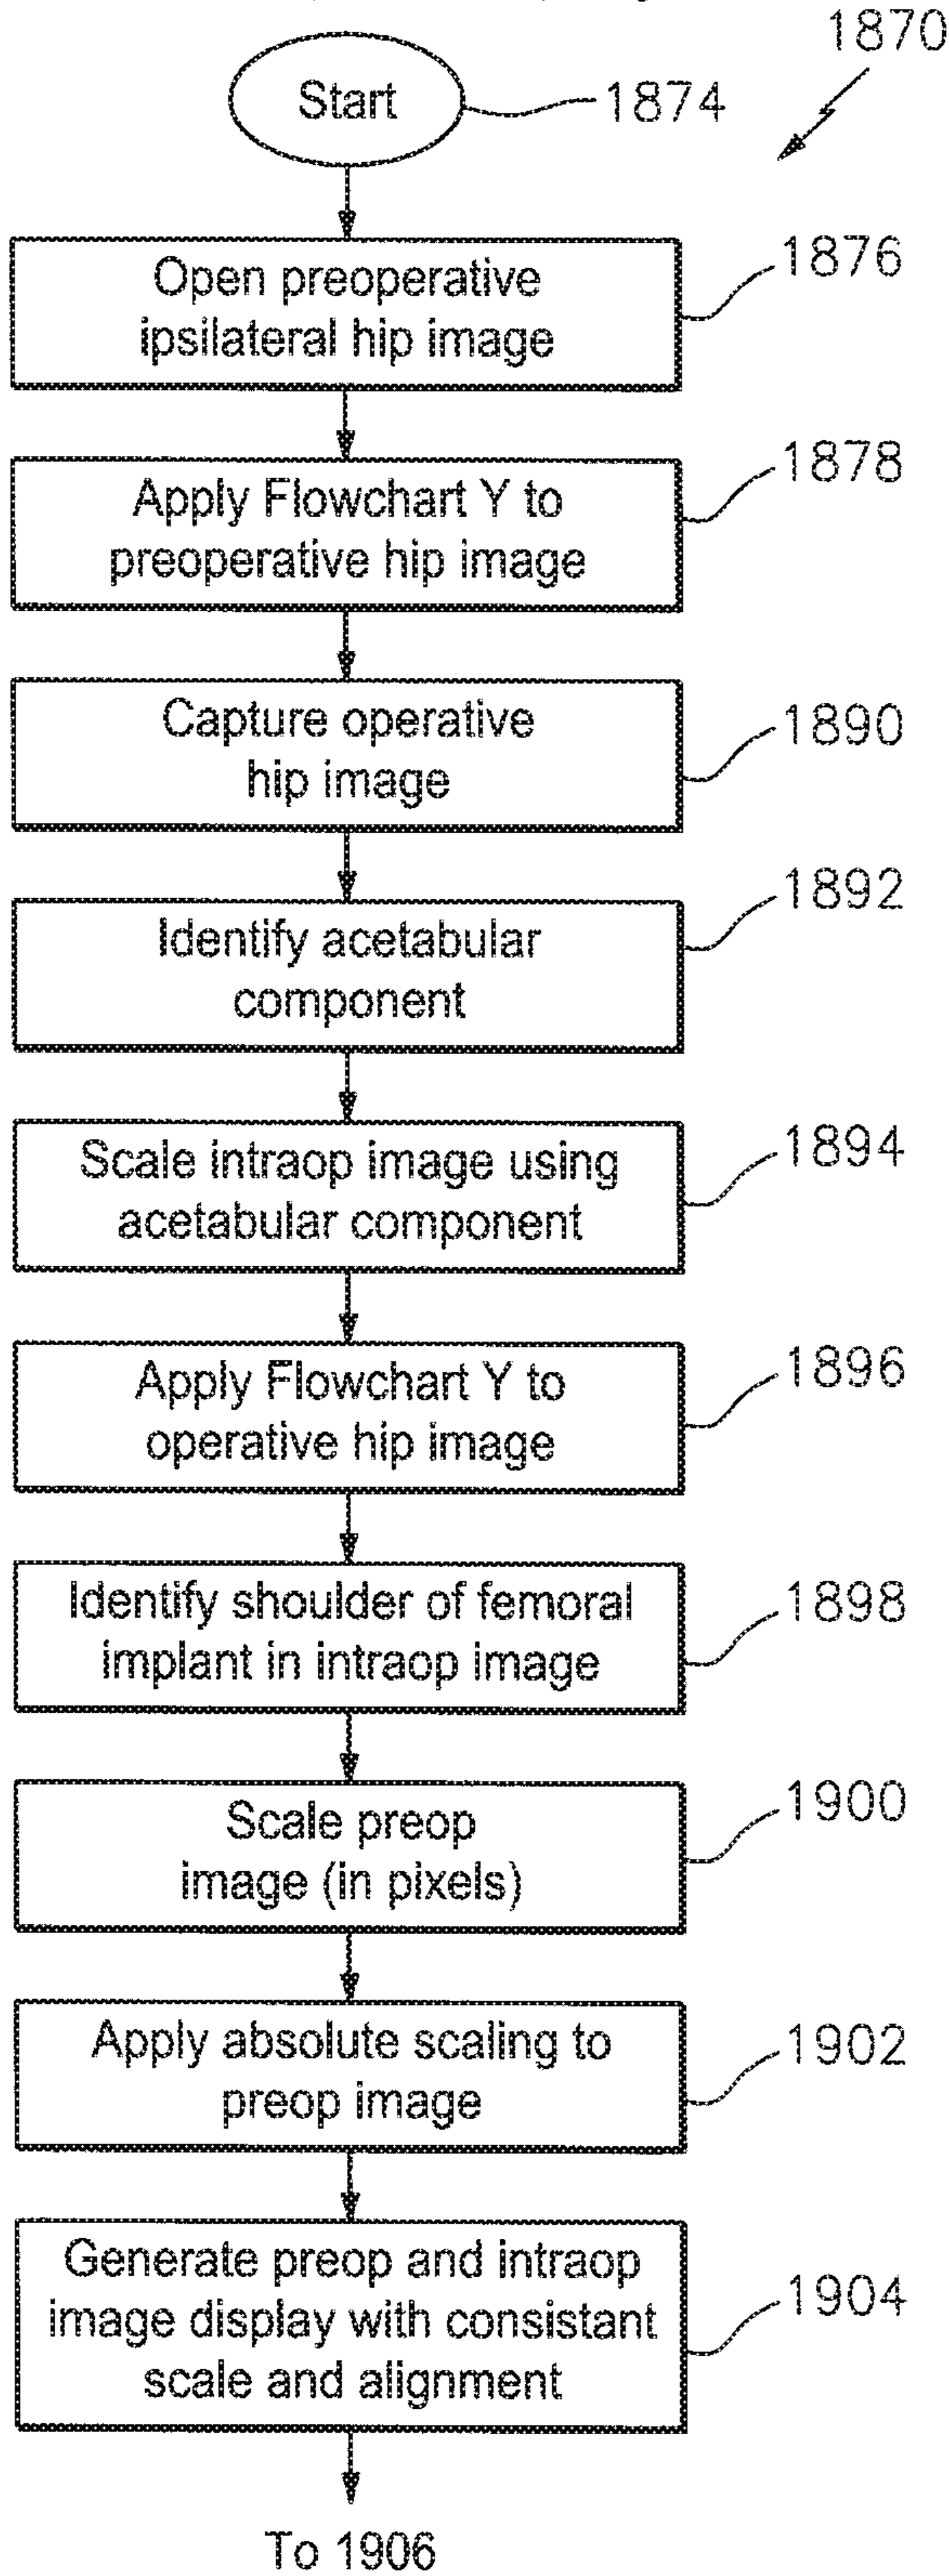 1870
Start
1874
Open preoperative
ipsilateral hip image
1876
Apply Flowchart Y to
preoperative hip image
1878
Capture operative
hip image
1890
Identify acetabular
component
1892
Scale intraop image using
acetabular component
1894
Apply Flowchart Y to
operative hip image
1896
Identify shoulder of femoral
implant in intraop image
1898
Scale preop
image (in pixels)
1900
Apply absolute scaling to
preop image
1902
Generate preop and intraop
image display with consistant
scale and alignment
1904
To 1906